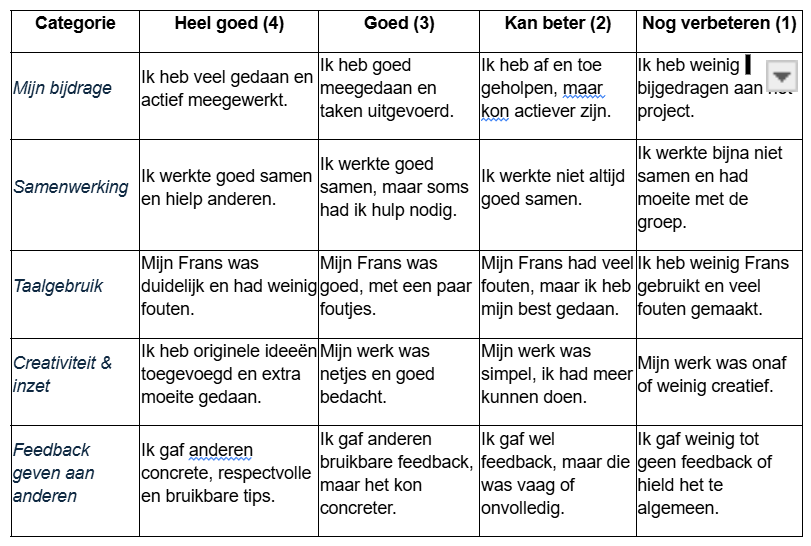 Categorie Heel goed (4) Goed (3) Kan beter (2) Nog verbeteren (1)
Mijn bijdrage
Ik heb veel gedaan en
actief meegewerkt.
Ik heb goed
meegedaan en
taken uitgevoerd.
Ik heb af en toe
geholpen, maar
kon actiever zijn.
Ik heb weinig
bijgedragen aan
project.
Samenwerking
Ik werkte goed samen
en hielp anderen.
Ik werkte goed
samen, maar soms
had ik hulp nodig.
Ik werkte niet altijd
goed samen.
Ik werkte bijna niet
samen en had
moeite met de
groep.
Taalgebruik
Mijn Frans was
duidelijk en had weinig
fouten.
Mijn Frans was
goed, met een paar
foutjes.
Mijn Frans had veel
fouten, maar ik heb
mijn best gedaan.
Ik heb weinig Frans
gebruikt en veel
fouten gemaakt.
Creativiteit &
inzet
Ik heb originele ideeën
toegevoegd en extra
moeite gedaan.
Mijn werk was
netjes en goed
bedacht.
Mijn werk was
simpel, ik had meer
kunnen doen.
Mijn werk was onaf
of weinig creatief.
Feedback
geven aan
anderen
Ik gaf anderen
concrete, respectvolle
en bruikbare tips.
Ik gaf anderen
bruikbare feedback,
maar het kon
concreter.
Ik gaf wel
feedback, maar die
was vaag of
onvolledig.
Ik gaf weinig tot
geen feedback of
hield het te
algemeen.